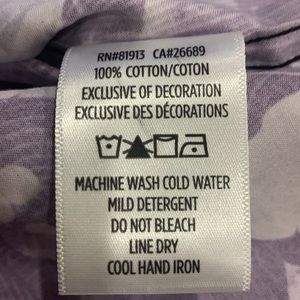 RN#81913 CA#26689
100% COTTON/COTON
EXCLUSIVE OF DECORATION
EXCLUSIVE DES DÉCORATIONS
MACHINE WASH COLD WATER
MILD DETERGENT
DO NOT BLEACH
LINE DRY
COOL HAND IRON